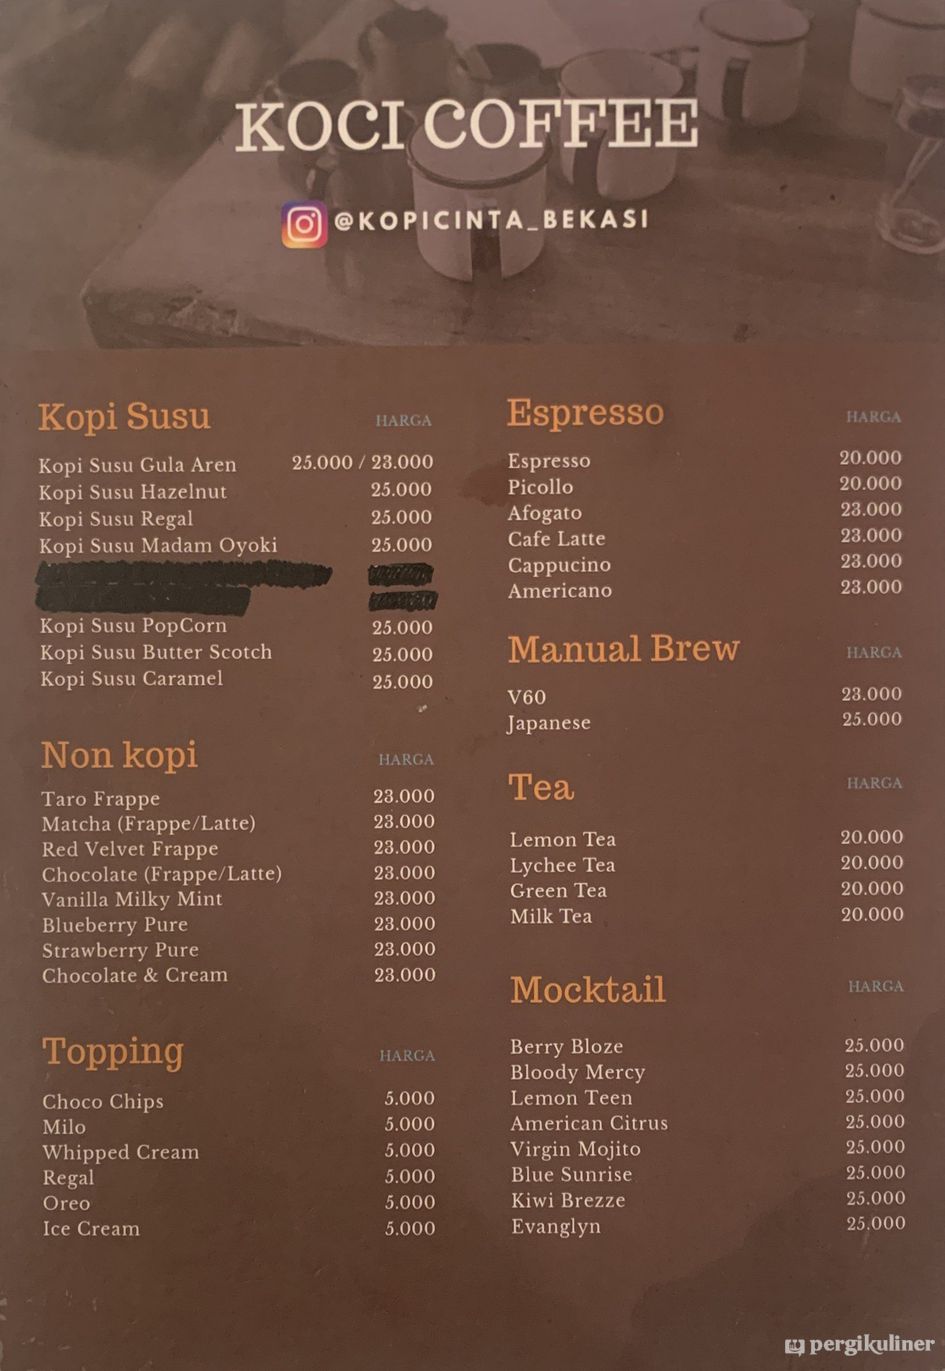 KOCI COFFEE
@KOPICINTA_BEKASI
Kopi Susu HARGA
Kopi Susu Gula Aren 25.000 / 23.000
Kopi Susu Hazelnut 25.000
Kopi Susu Regal 25.000
Kopi Susu Madam Oyoki 25.000
Kopi Susu PopCorn 25.000
Kopi Susu Butter Scotch 25.000
Kopi Susu Caramel 25.000
Non kopi HARGA
Taro Frappe 23.000
Matcha (Frappe/Latte) 23.000
Red Velvet Frappe 23.000
Chocolate (Frappe/Latte) 23.000
Vanilla Milky Mint 23.000
Blueberry Pure 23.000
Strawberry Pure 23.000
Chocolate & Cream 23.000
Topping HARGA
Choco Chips 5.000
Milo 5.000
Whipped Cream 5.000
Regal 5.000
Oreo 5.000
Ice Cream 5.000
Espresso HARGA
Espresso 20.000
Picollo 20.000
Afogato 23.000
Cafe Latte 23.000
Cappucino 23.000
Americano 23.000
Manual Brew HARGA
V60 23.000
Japanese 25.000
Tea HARGA
Lemon Tea 20.000
Lychee Tea 20.000
Green Tea 20.000
Milk Tea 20.000
Mocktail HARGA
Berry Bloze 25.000
Bloody Mercy 25.000
Lemon Teen 25.000
American Citrus 25.000
Virgin Mojito 25.000
Blue Sunrise 25.000
Kiwi Brezze 25.000
Evanglyn 25.000
pergikuliner